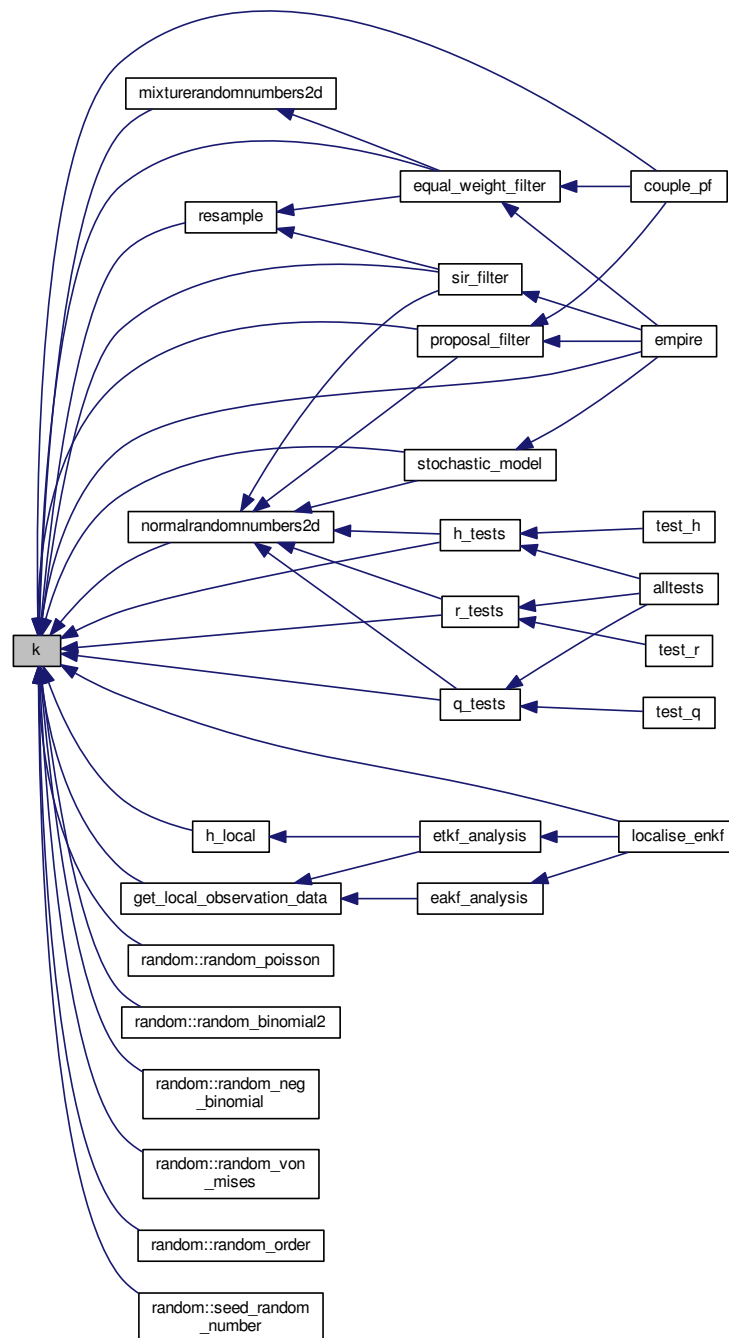 mixturerandomnumbers2d
equal_weight_filter
couple_pf
resample
sir_filter
proposal_filter
empire
stochastic_model
normalrandomnumbers2d
h_tests
test_h
alltests
r_tests
k
test_r
q_tests
test_q
h_local
etkf_analysis
localise_enkf
get_local_observation_data
eakf_analysis
random::random_poisson
random::random_binomial2
random::random_neg
_binomial
random::random_von
_mises
random::random_order
random::seed_random
_number